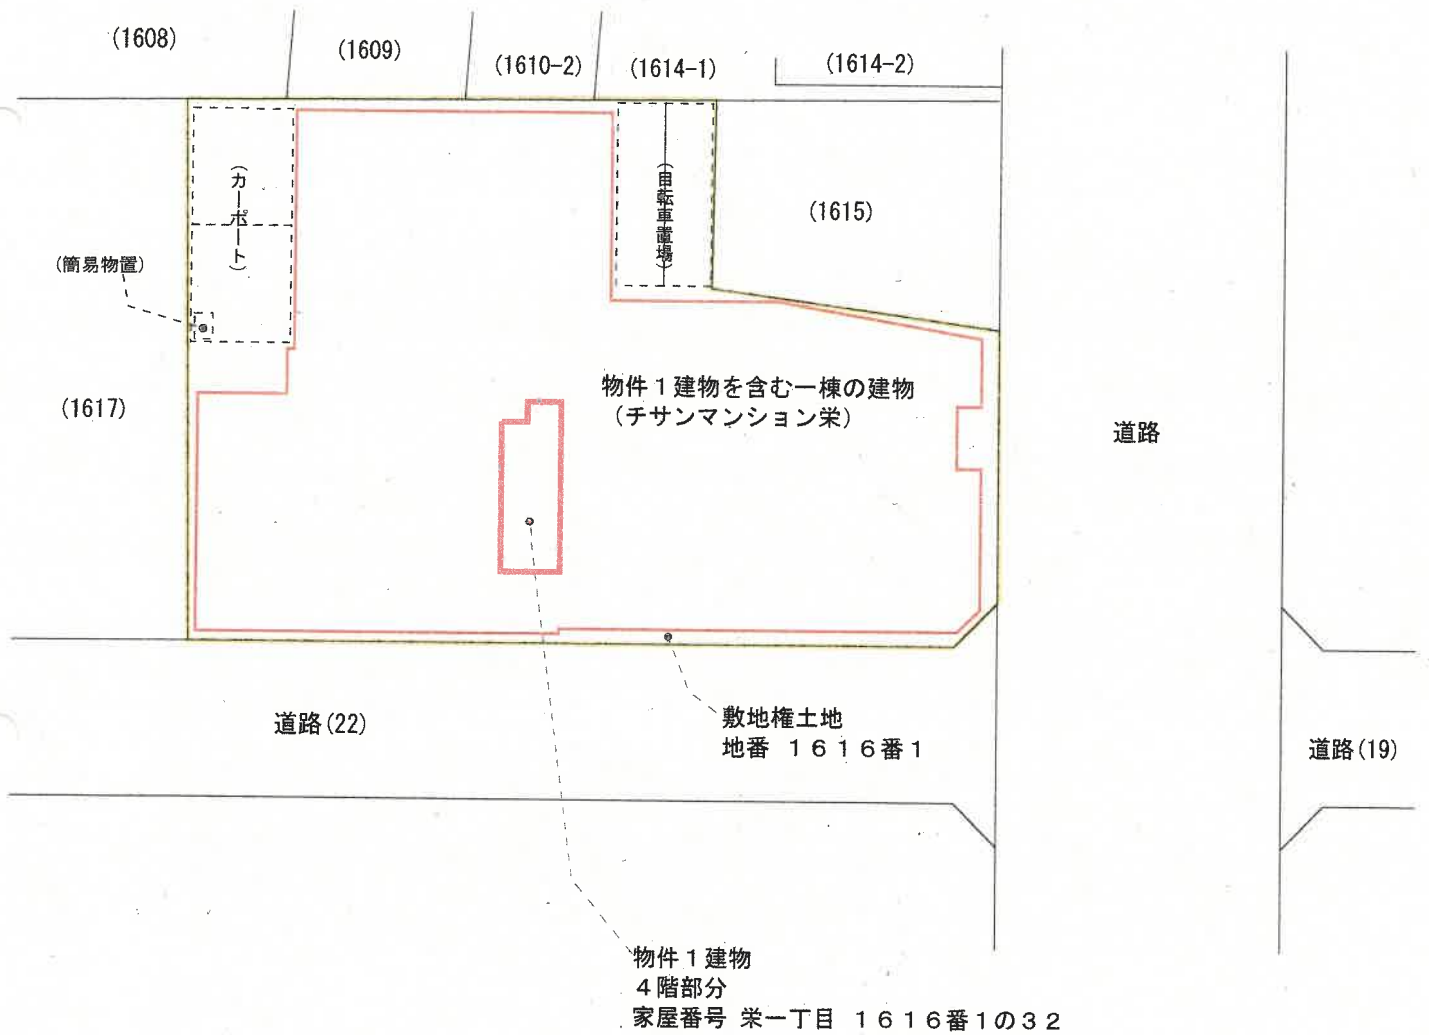 (1608)
(1609)
(1610-2)
(1614-1)
(1614-2)
(カーポート)
(自転車置場)
(1615)
(簡易物置)
(1617)
物件1建物を含む一棟の建物
(チサンマンション栄)
道路
道路(22)
敷地権土地
地番 1616番1
道路(19)
物件1建物
4階部分
家屋番号 栄一丁目 1616番1の32